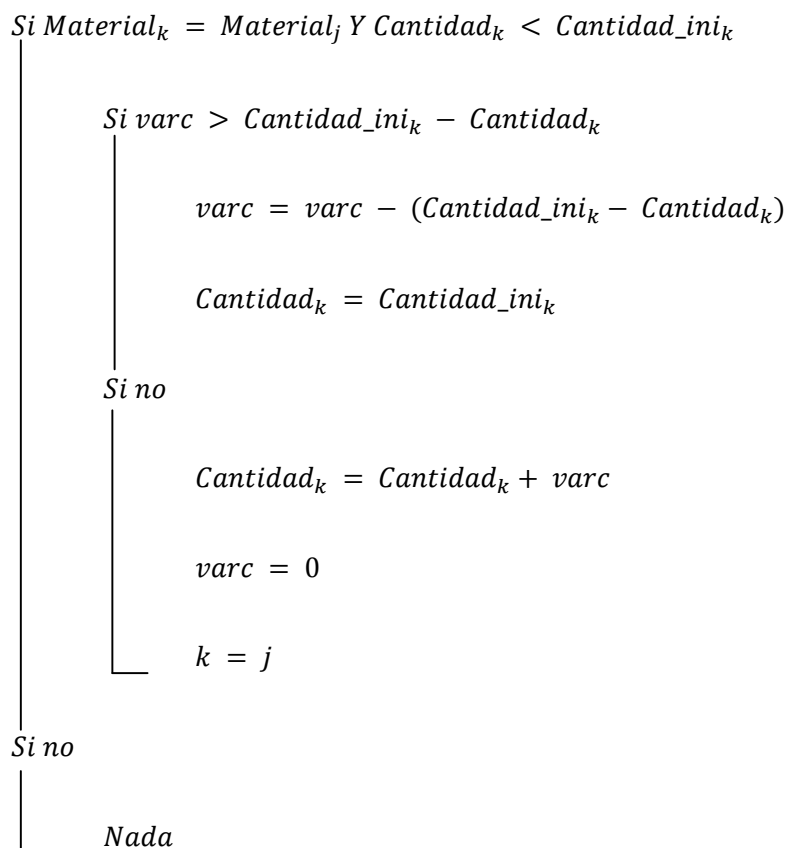 Si Material_k = Material_j Y Cantidad_k < Cantidad_ini_k
Si varc > Cantidad_ini_k − Cantidad_k
varc = varc − (Cantidad_ini_k − Cantidad_k)
Cantidad_k = Cantidad_ini_k
Si no
Cantidad_k = Cantidad_k + varc
varc = 0
k = j
Si no
Nada